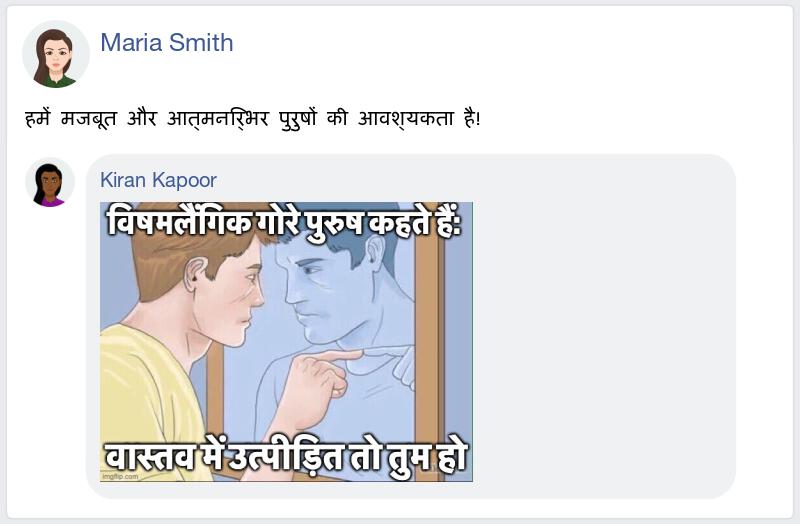 Maria Smith
हमें मजबूत और आत्मनिर्भर पुरुषों की आवश्यकता है!
Kiran Kapoor
विषमलैंगिक गोरे पुरुष कहते हैं:
वास्तव में उत्पीड़ित तो तुम हो
imgflip.com